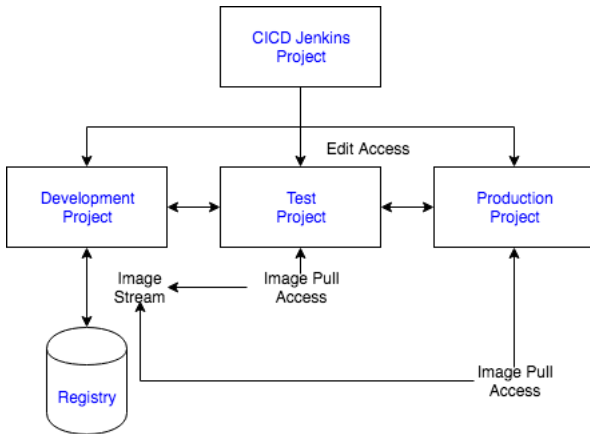 CICD Jenkins
Project
Edit Access
Development
Project
Test
Project
Production
Project
Image
Stream
Image Pull
Access
Image Pull
Access
Registry